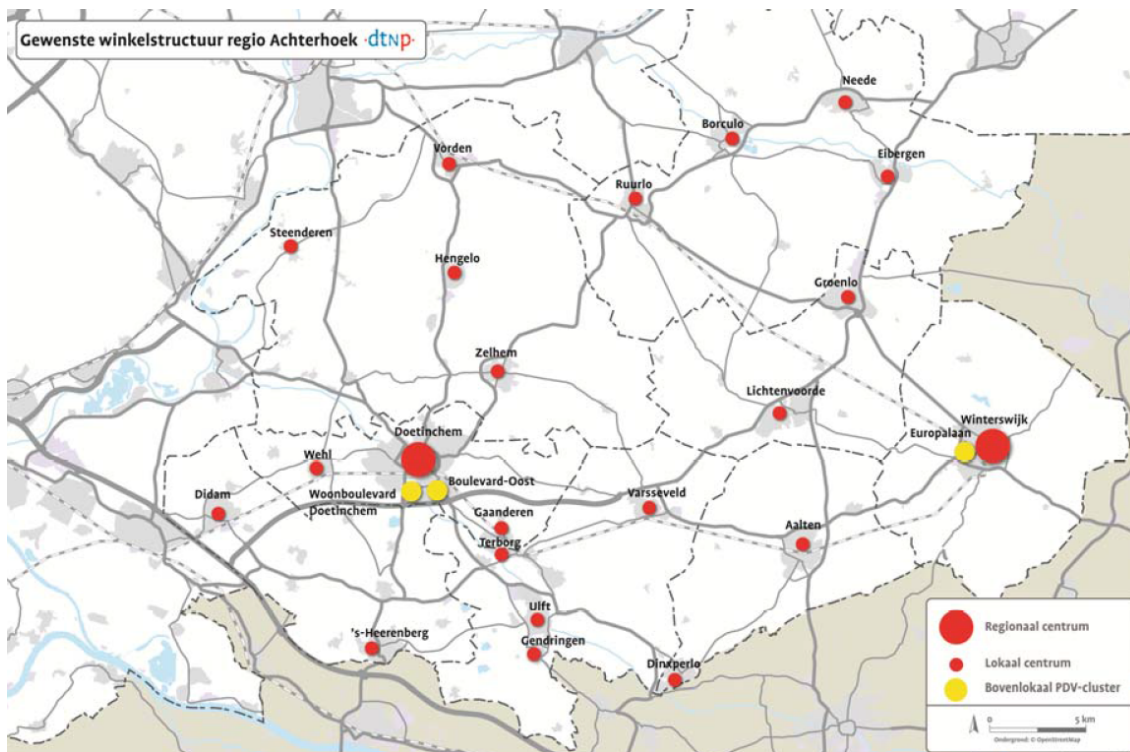 Gewenste winkelstructuur regio Achterhoek ·dtnp·
Neede
Borculo
Vorden
Eibergen
Ruurlo
Steenderen
Hengelo
Groenlo
Zelhem
Lichtenvoorde
Winterswijk
Europalaan
Doetinchem
Wehl
Boulevard-Oost
Didam
Woonboulevard
Doetinchem
Varsseveld
Gaanderen
Aalten
Terborg
Ulft
's-Heerenberg
Gendringen
Dinxperlo
Regionaal centrum
Lokaal centrum
Bovenlokaal PDV-cluster
0 5 km
Ondergrond: © OpenStreetMap